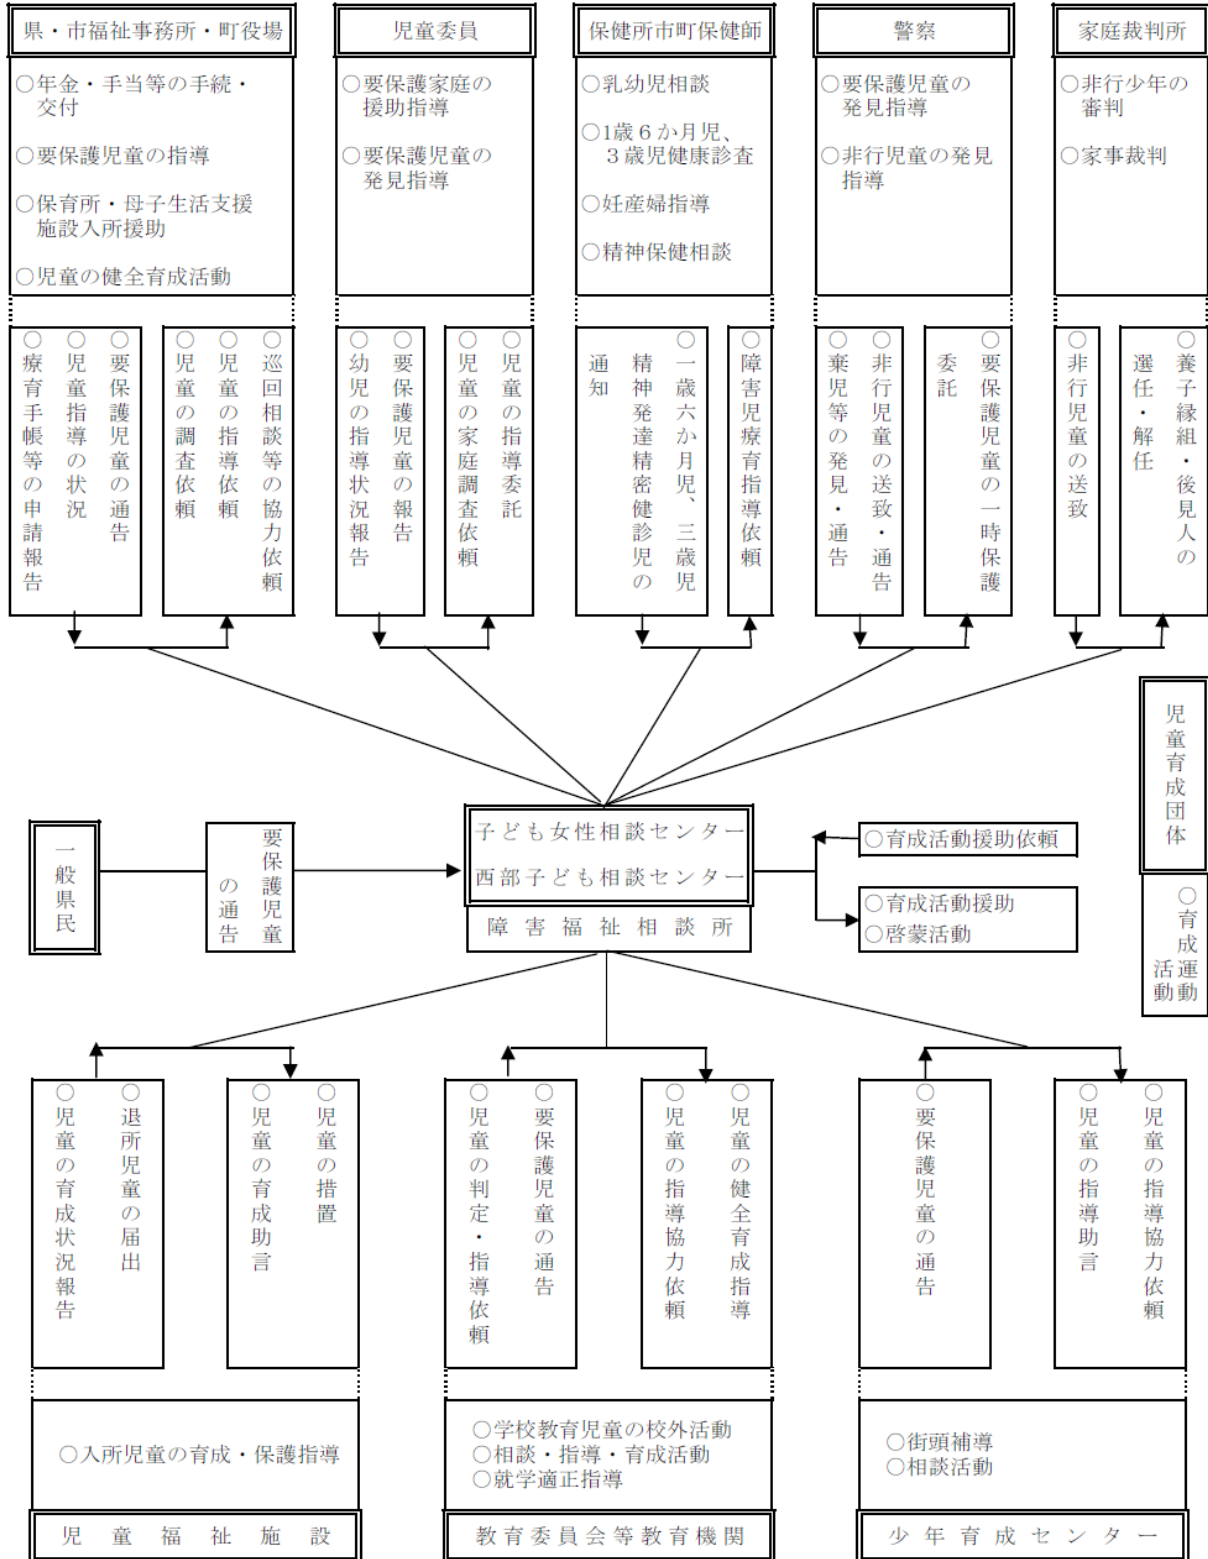 県・市福祉事務所・町役場
○年金・手当等の手続・
交付
○要保護児童の指導
○保育所・母子生活支援
施設入所援助
○児童の健全育成活動
児童委員
○要保護家庭の
援助指導
○要保護児童の
発見指導
保健所市町保健師
○乳幼児相談
○1歳６か月児、
３歳児健康診査
○妊産婦指導
○精神保健相談
警察
○要保護児童の
発見指導
○非行児童の発見
指導
家庭裁判所
○非行少年の
審判
○家事裁判
○要保護児童の通告
○児童指導の状況
○療育手帳等の申請報告
○巡回相談等の協力依頼
○児童の指導依頼
○児童の調査依頼
○要保護児童の報告
○幼児の指導状況報告
○児童の指導委託
○児童の家庭調査依頼
○一歳六か月児、三歳児
精神発達精密健診児の
通知
○障害児療育指導依頼
○非行児童の送致・通告
○棄児等の発見・通告
○要保護児童の一時保護
委託
○非行児童の送致
○養子縁組・後見人の
選任・解任
児童育成団体
○育成運動
活動
一般県民
要保護児童
の通告
子ども女性相談センター
西部子ども相談センター
障害福祉相談所
○育成活動援助依頼
○育成活動援助
○啓蒙活動
○退所児童の届出
○児童の育成状況報告
○児童の措置
○児童の育成助言
○要保護児童の通告
○児童の判定・指導依頼
○児童の健全育成指導
○児童の指導協力依頼
○要保護児童の通告
○児童の指導協力依頼
○児童の指導助言
○入所児童の育成・保護指導
児童福祉施設
○学校教育児童の校外活動
○相談・指導・育成活動
○就学適正指導
教育委員会等教育機関
○街頭補導
○相談活動
少年育成センター